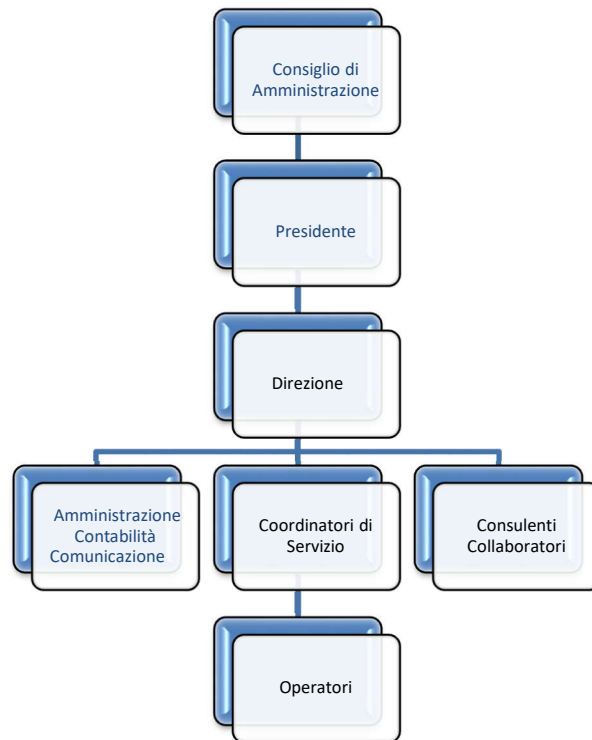 Consiglio di
Amministrazione
Presidente
Direzione
Amministrazione
Contabilità
Comunicazione
Coordinatori di
Servizio
Consulenti
Collaboratori
Operatori